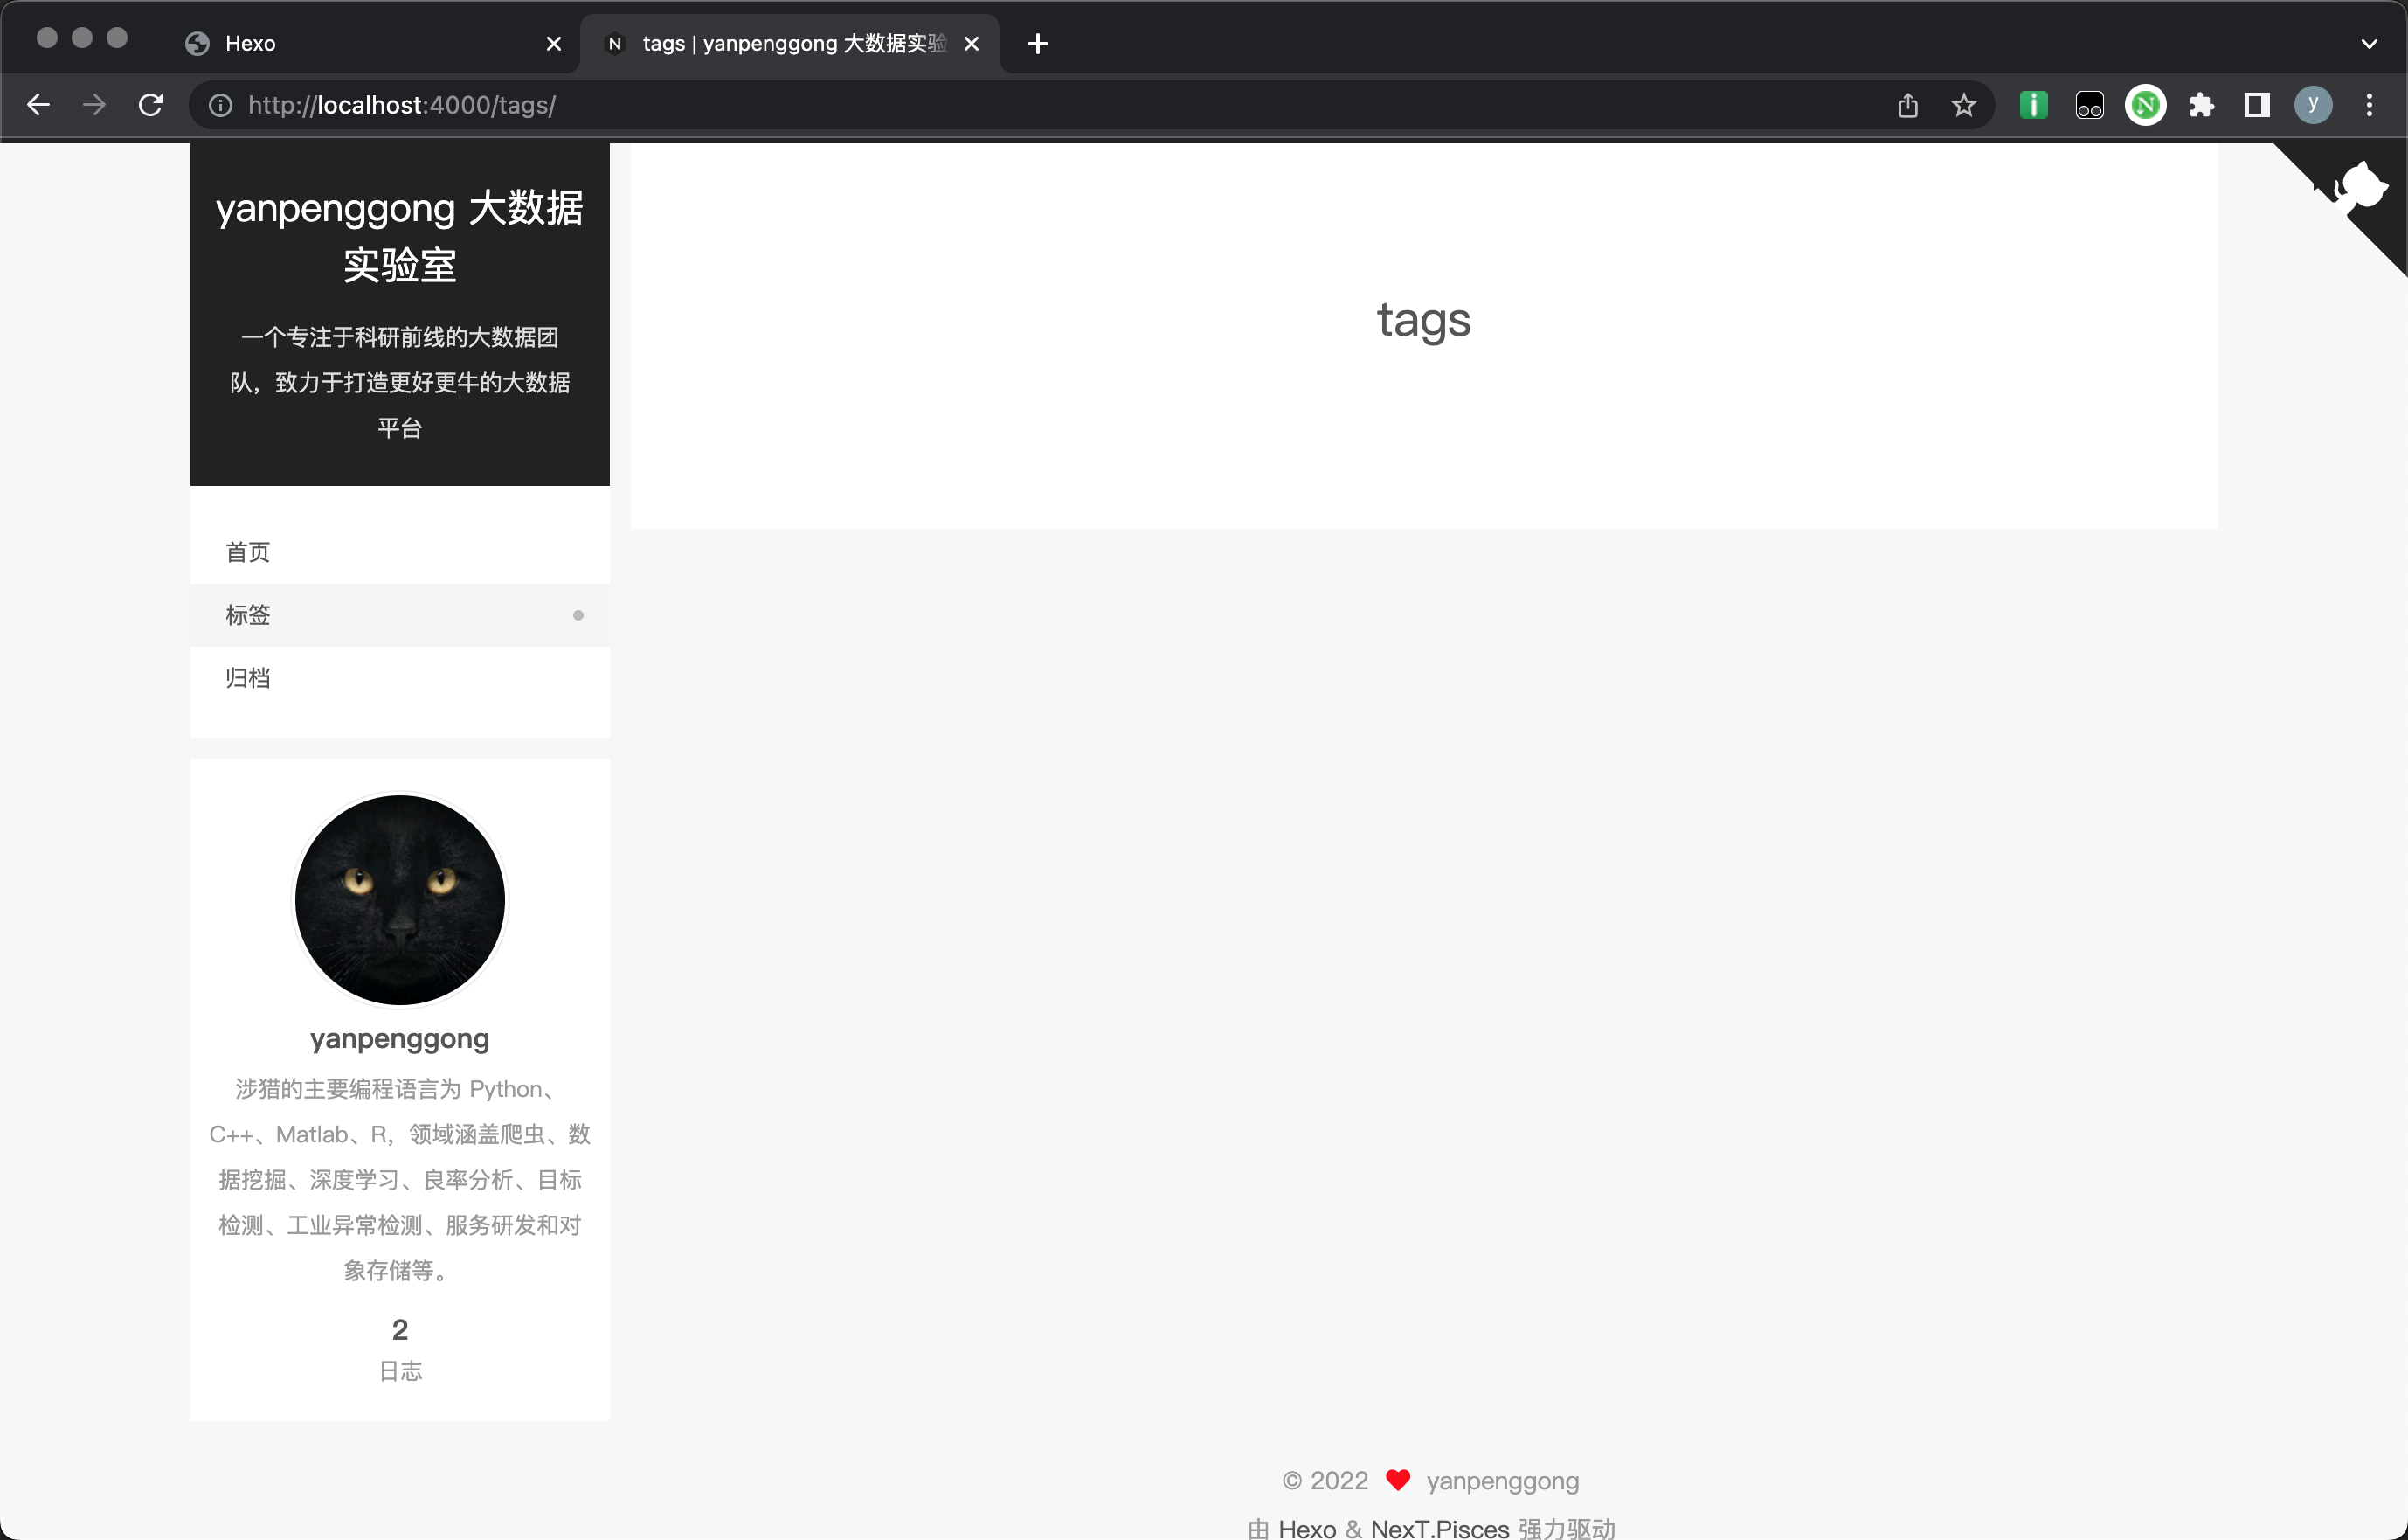 Hexo
tags | yanpenggong 大数据实验
http://localhost:4000/tags/
y
yanpenggong 大数据
实验室
一个专注于科研前线的大数据团
队，致力于打造更好更牛的大数据
平台
首页
标签
归档
tags
yanpenggong
涉猎的主要编程语言为 Python、
C++、Matlab、R，领域涵盖爬虫、数
据挖掘、深度学习、良率分析、目标
检测、工业异常检测、服务研发和对
象存储等。
2
日志
© 2022 yanpenggong
由 Hexo & NexT.Pisces 强力驱动